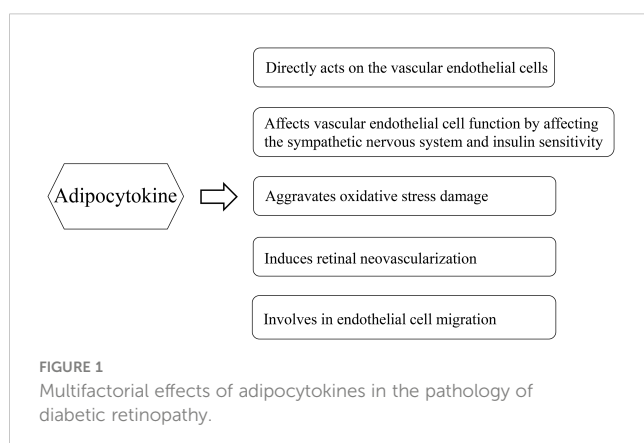 Directly acts on the vascular endothelial cells
Affects vascular endothelial cell function by affecting
the sympathetic nervous system and insulin sensitivity
Adipocytokine
Aggravates oxidative stress damage
Induces retinal neovascularization
Involves in endothelial cell migration
FIGURE 1
Multifactorial effects of adipocytokines in the pathology of
diabetic retinopathy.